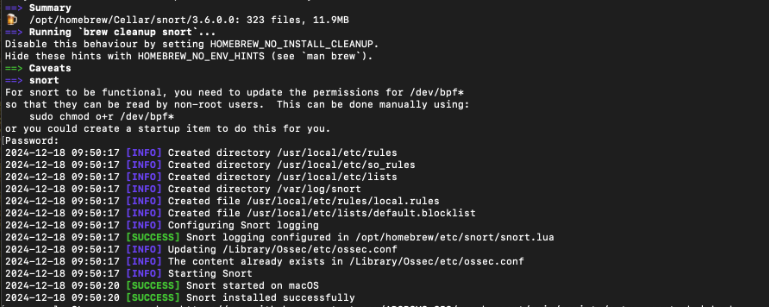 ==> Summary
🍺 /opt/homebrew/Cellar/snort/3.6.0.0: 323 files, 11.9MB
==> Running `brew cleanup snort`...
Disable this behaviour by setting HOMEBREW_NO_INSTALL_CLEANUP.
Hide these hints with HOMEBREW_NO_ENV_HINTS (see `man brew`).
==> Caveats
==> snort
For snort to be functional, you need to update the permissions for /dev/bpf*
so that they can be read by non-root users.  This can be done manually using:
    sudo chmod o+r /dev/bpf*
or you could create a startup item to do this for you.
Password:
2024-12-18 09:50:17 [INFO] Created directory /usr/local/etc/rules
2024-12-18 09:50:17 [INFO] Created directory /usr/local/etc/so_rules
2024-12-18 09:50:17 [INFO] Created directory /usr/local/etc/lists
2024-12-18 09:50:17 [INFO] Created directory /var/log/snort
2024-12-18 09:50:17 [INFO] Created file /usr/local/etc/rules/local.rules
2024-12-18 09:50:17 [INFO] Created file /usr/local/etc/lists/default.blocklist
2024-12-18 09:50:17 [INFO] Configuring Snort logging
2024-12-18 09:50:17 [SUCCESS] Snort logging configured in /opt/homebrew/etc/snort/snort.lua
2024-12-18 09:50:17 [INFO] Updating /Library/Ossec/etc/ossec.conf
2024-12-18 09:50:17 [INFO] The content already exists in /Library/Ossec/etc/ossec.conf
2024-12-18 09:50:17 [INFO] Starting Snort
2024-12-18 09:50:20 [SUCCESS] Snort started on macOS
2024-12-18 09:50:20 [SUCCESS] Snort installed successfully